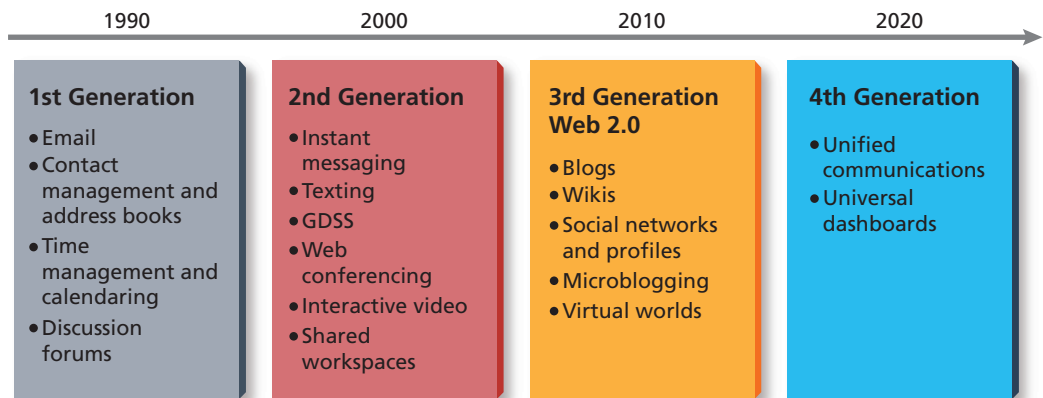 1990
2000
2010
2020
1st Generation
• Email
• Contact
management and
address books
• Time
management and
calendaring
• Discussion
forums
2nd Generation
• Instant
messaging
• Texting
• GDSS
• Web
conferencing
• Interactive video
• Shared
workspaces
3rd Generation
Web 2.0
• Blogs
• Wikis
• Social networks
and profiles
• Microblogging
• Virtual worlds
4th Generation
• Unified
communications
• Universal
dashboards